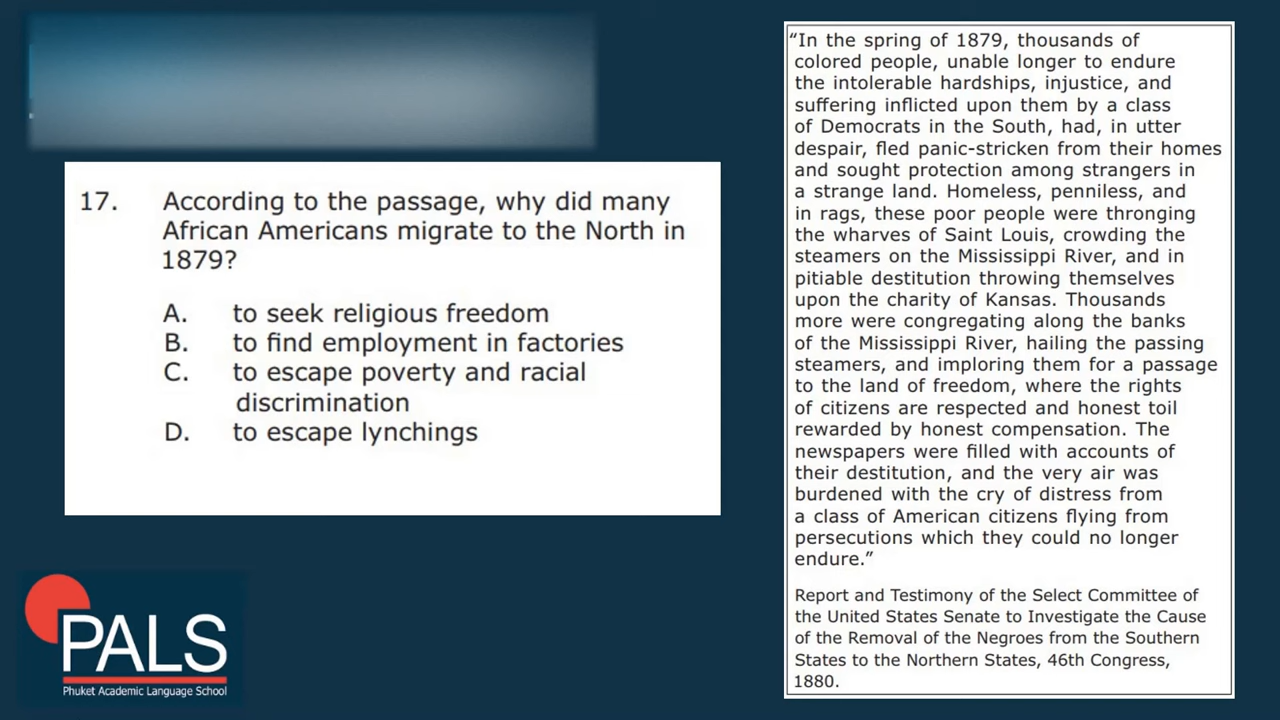 17. According to the passage, why did many
African Americans migrate to the North in
1879?
A. to seek religious freedom
B. to find employment in factories
C. to escape poverty and racial
discrimination
D. to escape lynchings
PALS
Phuket Academic Language School
“In the spring of 1879, thousands of
colored people, unable longer to endure
the intolerable hardships, injustice, and
suffering inflicted upon them by a class
of Democrats in the South, had, in utter
despair, fled panic-stricken from their homes
and sought protection among strangers in
a strange land. Homeless, penniless, and
in rags, these poor people were thronging
the wharves of Saint Louis, crowding the
steamers on the Mississippi River, and in
pitiable destitution throwing themselves
upon the charity of Kansas. Thousands
more were congregating along the banks
of the Mississippi River, hailing the passing
steamers, and imploring them for a passage
to the land of freedom, where the rights
of citizens are respected and honest toil
rewarded by honest compensation. The
newspapers were filled with accounts of
their destitution, and the very air was
burdened with the cry of distress from
a class of American citizens flying from
persecutions which they could no longer
endure.”
Report and Testimony of the Select Committee of
the United States Senate to Investigate the Cause
of the Removal of the Negroes from the Southern
States to the Northern States, 46th Congress,
1880.